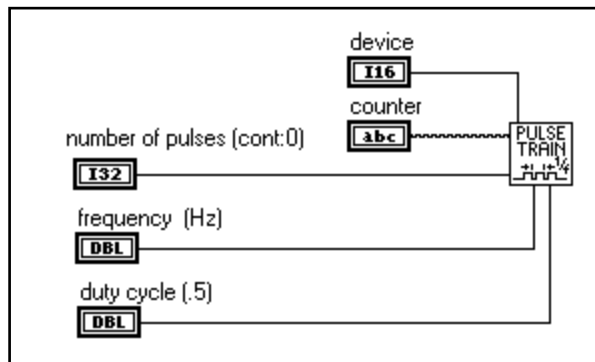 device
I16
counter
abc
PULSE
TRAIN
number of pulses (cont:0)
I32
frequency (Hz)
DBL
duty cycle (.5)
DBL